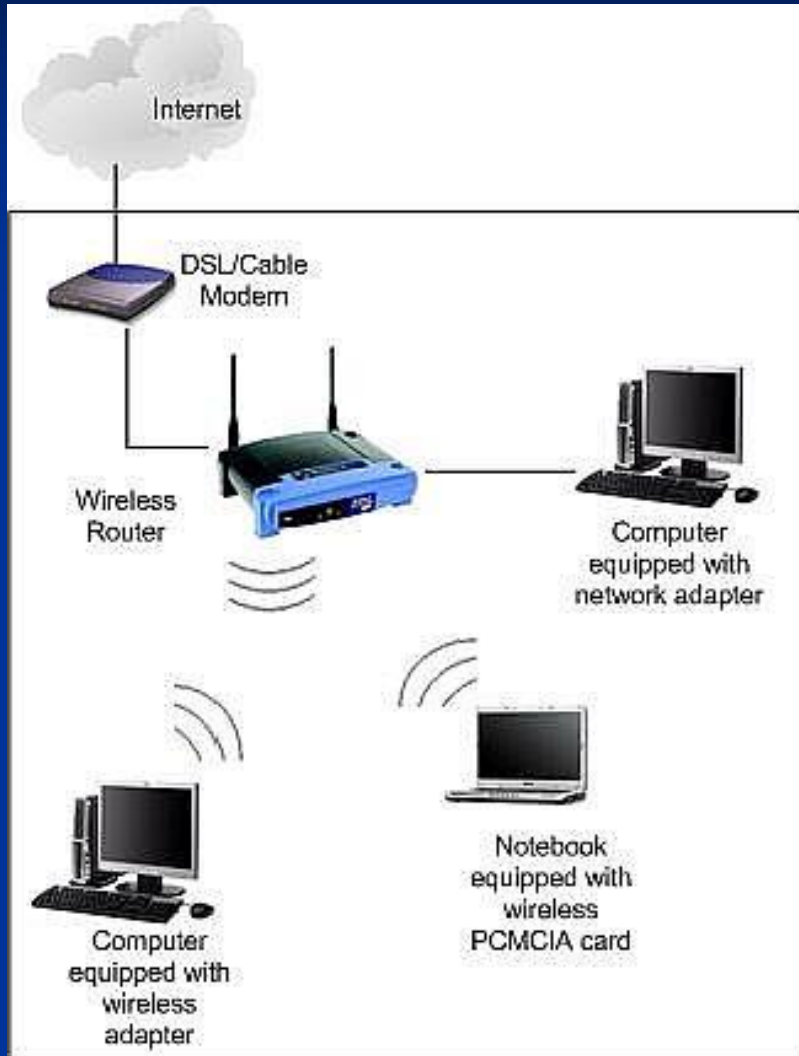 Internet
DSL/Cable
Modem
Wireless
Router
Computer
equipped with
network adapter
Notebook
equipped with
wireless
PCMCIA card
Computer
equipped with
wireless
adapter